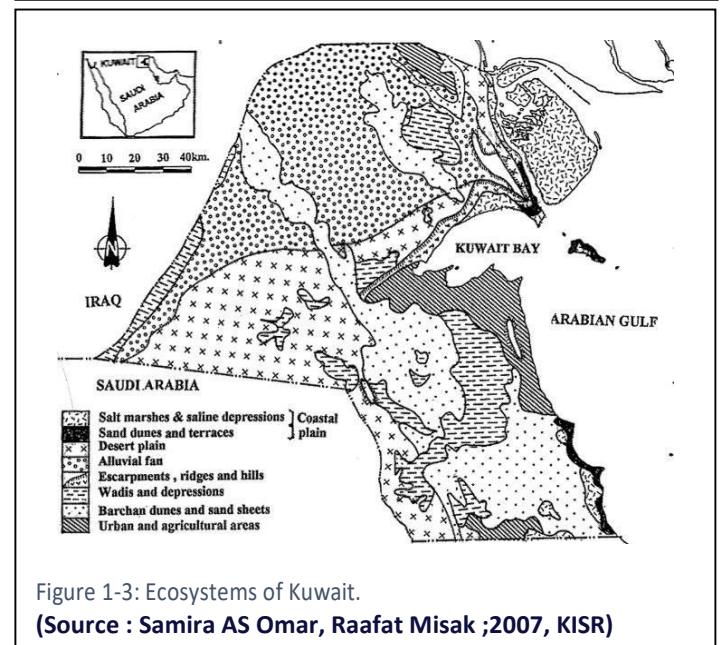 KUWAIT
SAUDI
ARABIA
0 10 20 30 40km.
N
IRAQ
KUWAIT BAY
ARABIAN GULF
SAUDI ARABIA
Salt marshes & saline depressions
Coastal
Sand dunes and terraces
plain
Desert plain
Alluvial fan
Escarpments , ridges and hills
Wadis and depressions
Barchan dunes and sand sheets
Urban and agricultural areas
Figure 1-3: Ecosystems of Kuwait.
(Source : Samira AS Omar, Raafat Misak ;2007, KISR)